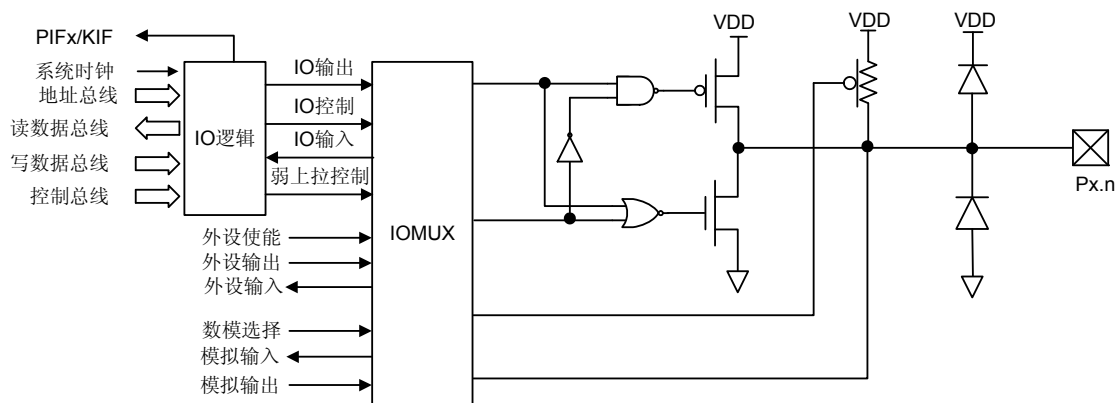 PIFx/KIF
系统时钟
地址总线
读数据总线
写数据总线
控制总线
IO逻辑
IO输出
IO控制
IO输入
弱上拉控制
外设使能
外设输出
外设输入
数模选择
模拟输入
模拟输出
IOMUX
VDD
VDD
VDD
Px.n